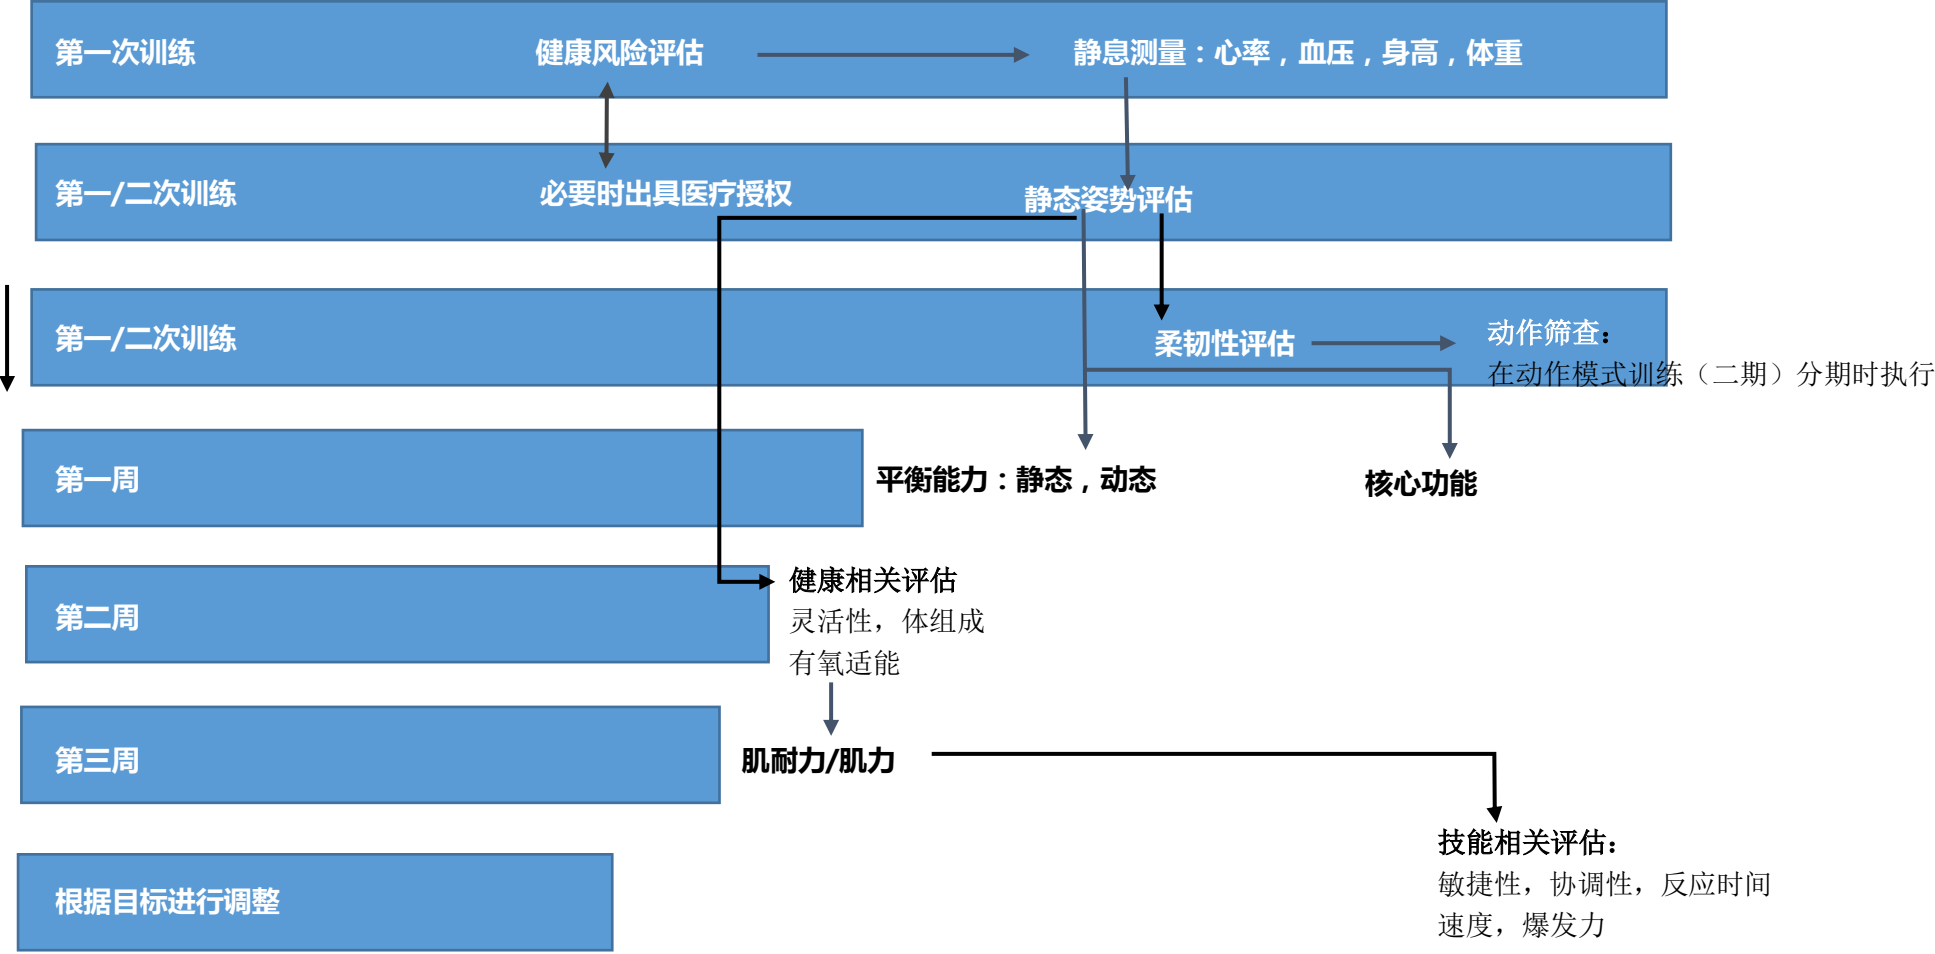 第一次训练
健康风险评估
静息测量：心率，血压，身高，体重
第一/二次训练
必要时出具医疗授权
静态姿势评估
第一/二次训练
柔韧性评估
动作筛查：
在动作模式训练（二期）分期时执行
第一周
平衡能力：静态，动态
核心功能
第二周
健康相关评估
灵活性，体组成
有氧适能
第三周
肌耐力/肌力
技能相关评估：
敏捷性，协调性，反应时间
速度，爆发力
根据目标进行调整